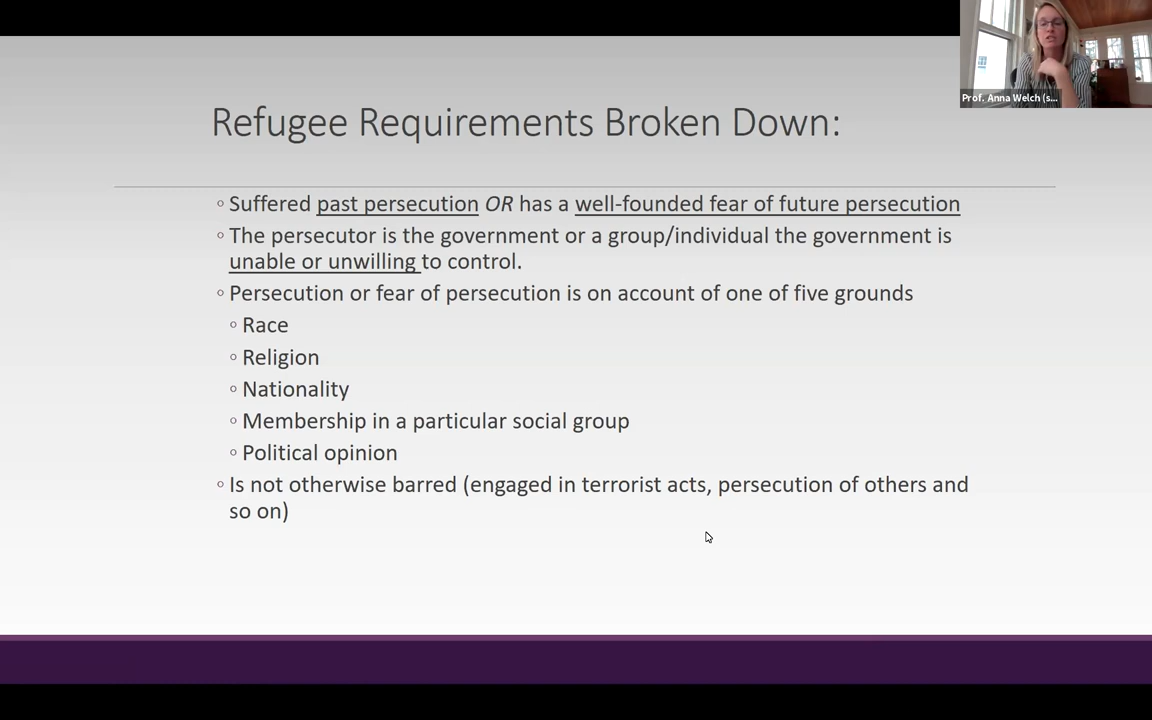 Prof. Anna Welch (s...
Refugee Requirements Broken Down:
◦ Suffered past persecution OR has a well-founded fear of future persecution
◦ The persecutor is the government or a group/individual the government is
unable or unwilling to control.
◦ Persecution or fear of persecution is on account of one of five grounds
◦ Race
◦ Religion
◦ Nationality
◦ Membership in a particular social group
◦ Political opinion
◦ Is not otherwise barred (engaged in terrorist acts, persecution of others and
so on)